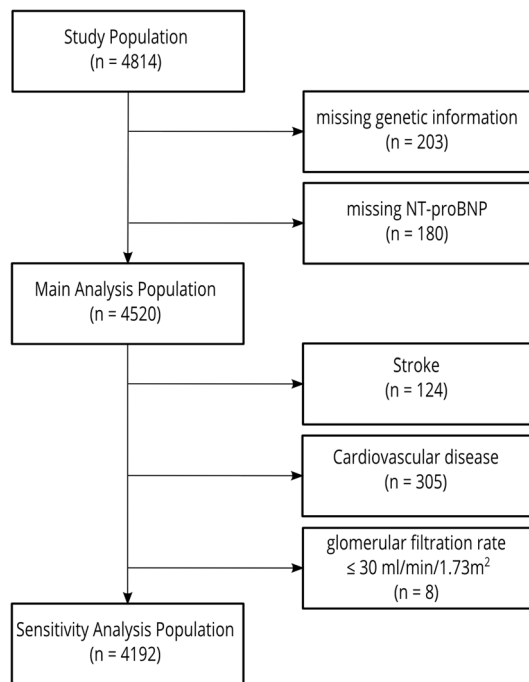 Study Population
(n = 4814)
missing genetic information
(n = 203)
missing NT-proBNP
(n = 180)
Main Analysis Population
(n = 4520)
Stroke
(n = 124)
Cardiovascular disease
(n = 305)
glomerular filtration rate
≤ 30 ml/min/1.73m²
(n = 8)
Sensitivity Analysis Population
(n = 4192)